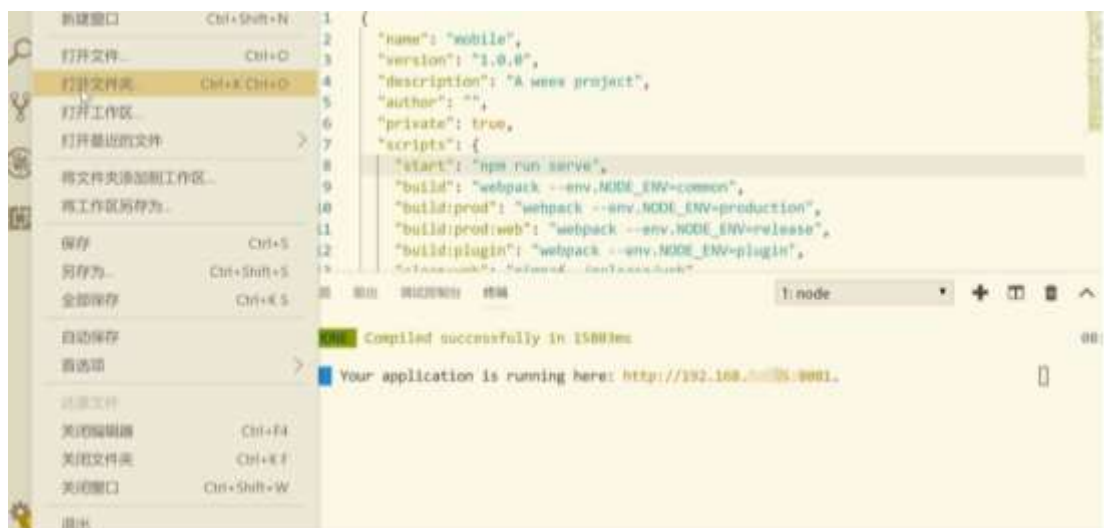 新建窗口 Ctrl+Shift+N
打开文件... Ctrl+O
打开文件夹... Ctrl+K Ctrl+O
打开工作区...
打开最近的文件
将文件夹添加到工作区...
将工作区另存为...
保存 Ctrl+S
另存为... Ctrl+Shift+S
全部保存 Ctrl+K S
自动保存
首选项
还原文件
关闭编辑器 Ctrl+F4
关闭文件夹 Ctrl+K F
关闭窗口 Ctrl+Shift+W
退出
1 {
2 "name": "mobile",
3 "version": "1.0.0",
4 "description": "A weex project",
5 "author": "",
6 "private": true,
7 "scripts": {
8 "start": "npm run serve",
9 "build": "webpack --env.NODE_ENV=common",
10 "build:prod": "webpack --env.NODE_ENV=production",
11 "build:prod:web": "webpack --env.NODE_ENV=release",
12 "build:plugin": "webpack --env.NODE_ENV=plugin",
输出 调试控制台 终端 1: node
Compiled successfully in 15803ms
Your application is running here: http://192.168.